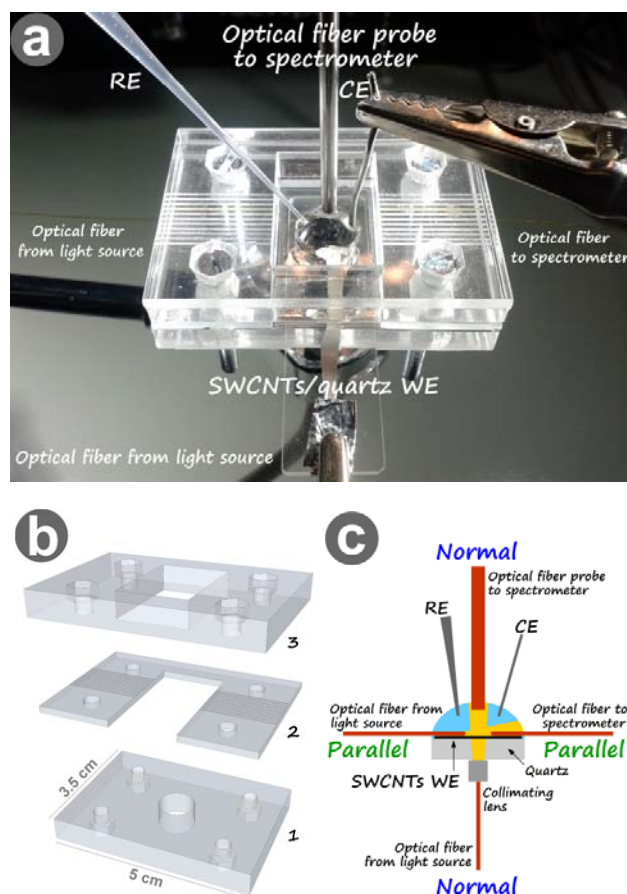 a
Optical fiber probe
to spectrometer
RE
CE
Optical fiber
from light source
Optical fiber
to spectrometer
SWCNTs/quartz WE
Optical fiber from light source
b
3
2
1
3.5 cm
5 cm
c
Normal
Optical fiber probe
to spectrometer
RE
CE
Optical fiber from
light source
Optical fiber to
spectrometer
Parallel
Parallel
SWCNTs WE
Quartz
Collimating
lens
Optical fiber
from light source
Normal